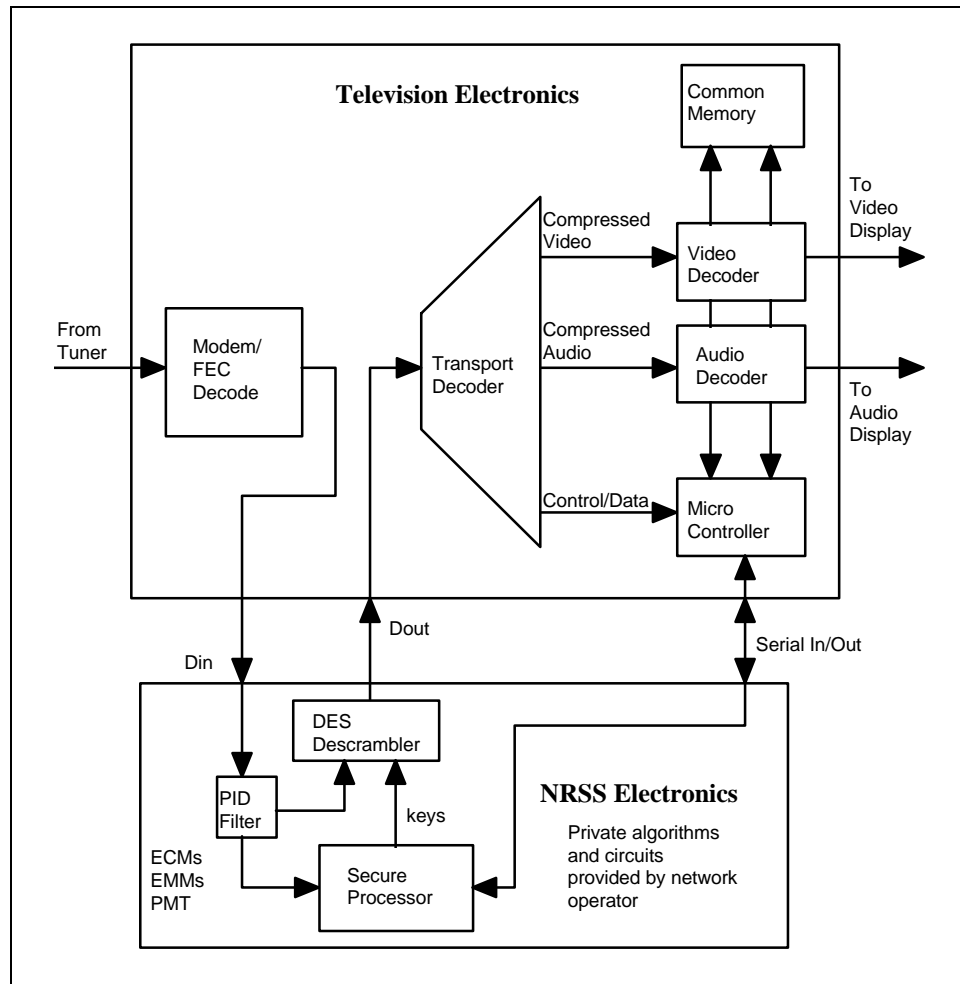 Television Electronics
Common
Memory
To
Video
Display
Compressed
Video
Video
Decoder
From
Tuner
Modem/
FEC
Decode
Transport
Decoder
Compressed
Audio
Audio
Decoder
To
Audio
Display
Control/Data
Micro
Controller
Dout
Serial In/Out
Din
DES
Descrambler
PID
Filter
keys
NRSS Electronics
ECMs
EMMs
PMT
Secure
Processor
Private algorithms
and circuits
provided by network
operator